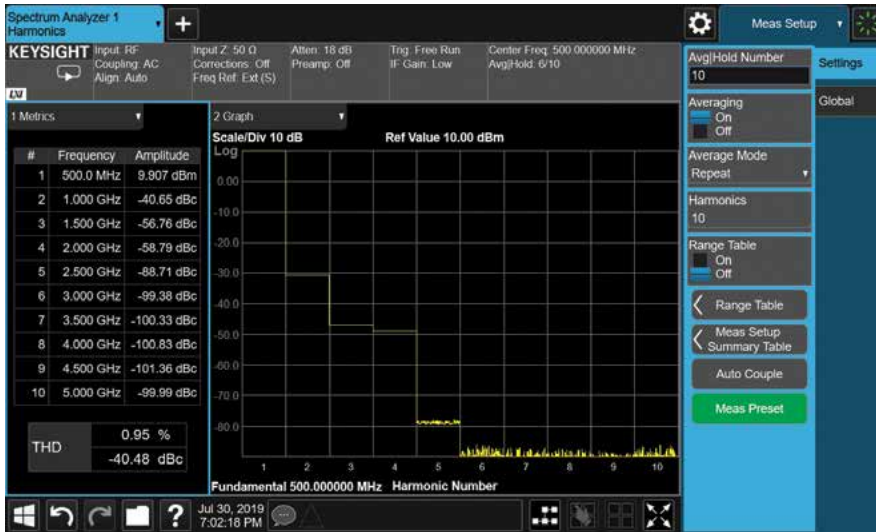 Spectrum Analyzer 1
Harmonics
+
Meas Setup
KEYSIGHT
Input: RF
Coupling: AC
Align: Auto
Input Z: 50 Ω
Corrections: Off
Freq Ref: Ext (S)
Atten: 18 dB
Preamp: Off
Trig: Free Run
IF Gain: Low
Center Freq: 500.000000 MHz
Avg|Hold: 6/10
LXI
1 Metrics
# Frequency Amplitude
1 500.0 MHz 9.907 dBm
2 1.000 GHz -40.65 dBc
3 1.500 GHz -56.76 dBc
4 2.000 GHz -58.79 dBc
5 2.500 GHz -88.71 dBc
6 3.000 GHz -99.38 dBc
7 3.500 GHz -100.33 dBc
8 4.000 GHz -100.83 dBc
9 4.500 GHz -101.36 dBc
10 5.000 GHz -99.99 dBc
THD
0.95 %
-40.48 dBc
2 Graph
Scale/Div 10 dB
Ref Value 10.00 dBm
Log
0.00
-10.0
-20.0
-30.0
-40.0
-50.0
-60.0
-70.0
-80.0
1 2 3 4 5 6 7 8 9 10
Fundamental 500.000000 MHz Harmonic Number
Avg|Hold Number
10
Averaging
On
Off
Average Mode
Repeat
Harmonics
10
Range Table
On
Off
Range Table
Meas Setup
Summary Table
Auto Couple
Meas Preset
Settings
Global
?
Jul 30, 2019
7:02:18 PM